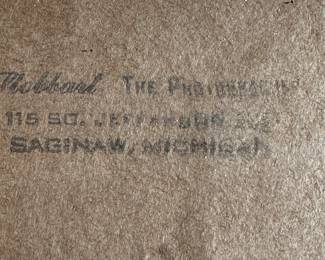 The Photographer
115 So. Jefferson Ave
Saginaw, Michigan